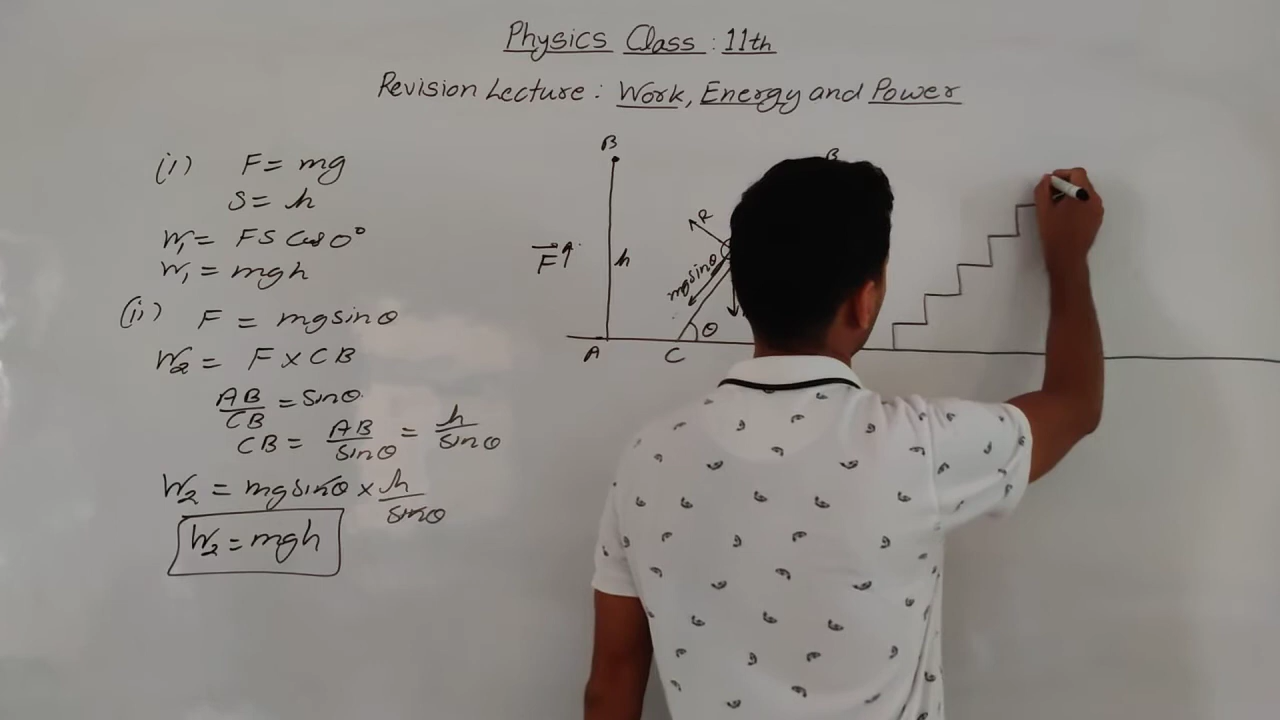 Physics Class : 11th
Revision Lecture : Work, Energy and Power
(i) F = mg
S = h
W₁ = FS Cos 0°
W₁ = mgh
(ii) F = mgsinθ
W₂ = F × CB
AB/CB = sinθ
CB = AB/sinθ = h/sinθ
W₂ = mgsinθ × h/sinθ
W₂ = mgh
B
F
h
A
R
mgsinθ
θ
C
B